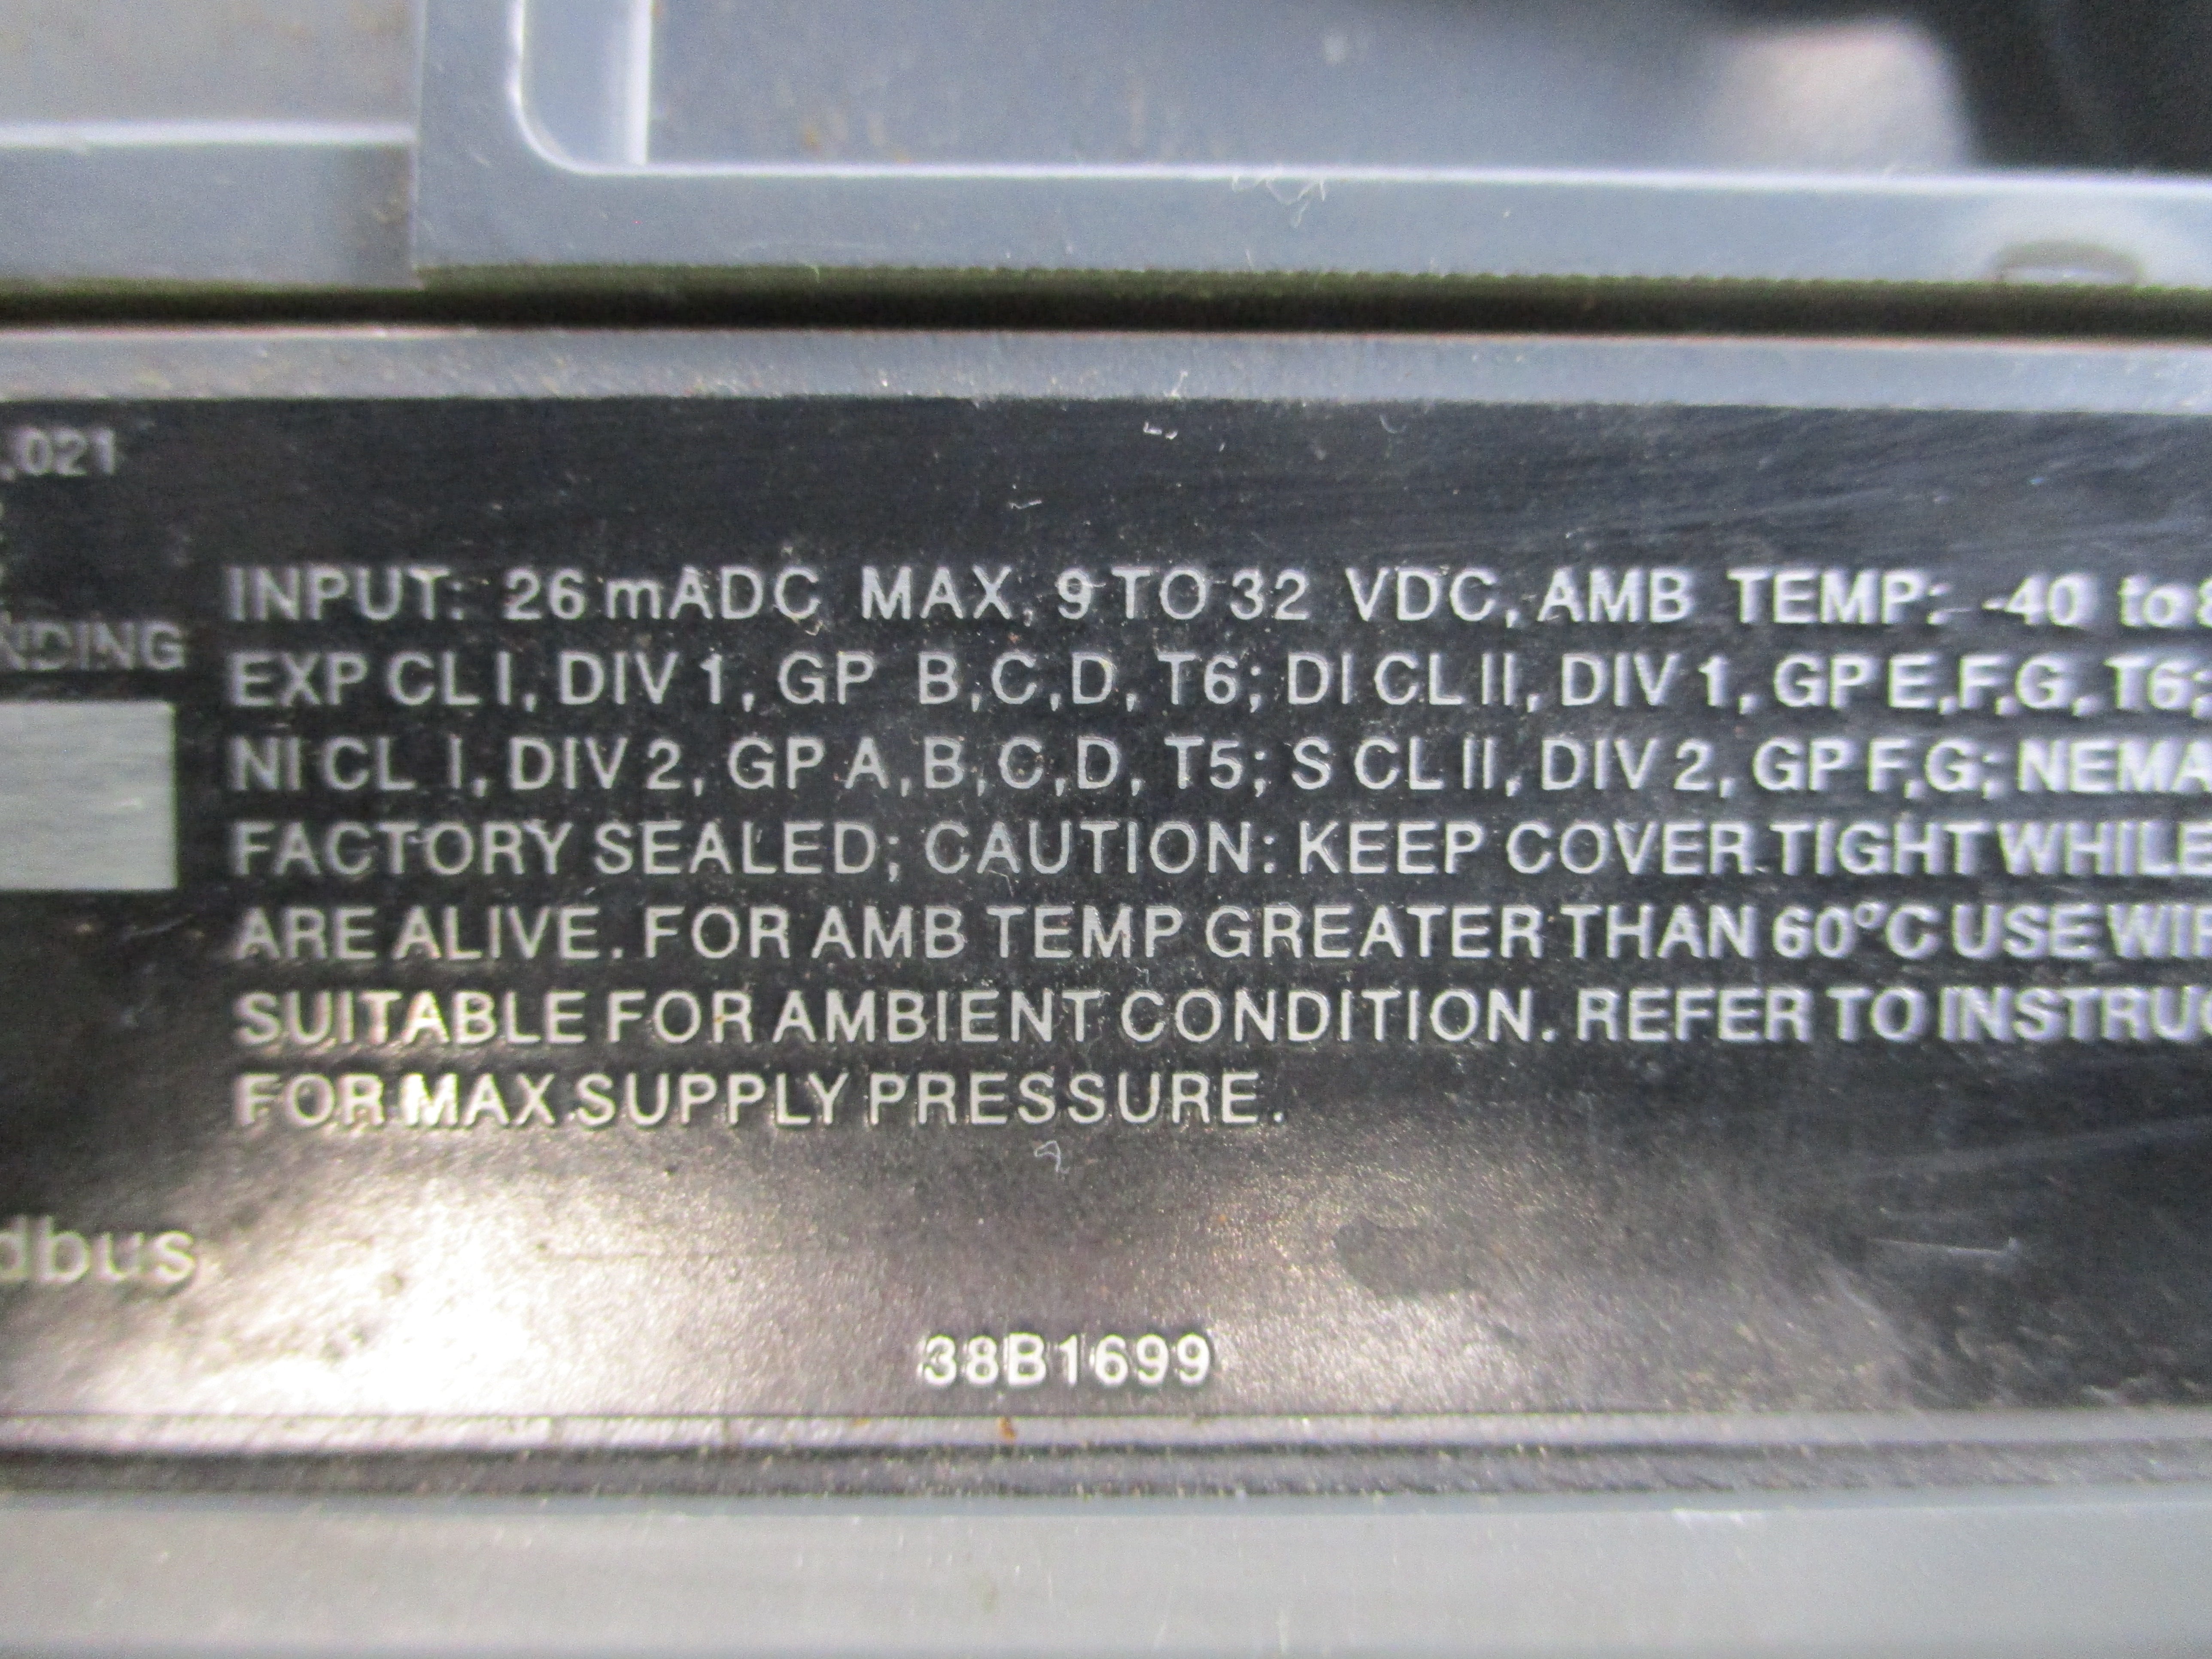 ,021
INPUT: 26 mADC MAX, 9 TO 32 VDC, AMB TEMP: -40 to
NDING
EXP CL I, DIV 1, GP B,C,D, T6; DI CL II, DIV 1, GP E,F,G, T6;
NI CL I, DIV 2, GP A,B,C,D, T5; S CL II, DIV 2, GP F,G; NEMA
FACTORY SEALED; CAUTION: KEEP COVER TIGHT WHILE
ARE ALIVE. FOR AMB TEMP GREATER THAN 60°C USE WIR
SUITABLE FOR AMBIENT CONDITION. REFER TO INSTRUC
FOR MAX SUPPLY PRESSURE.
dbus
38B1699